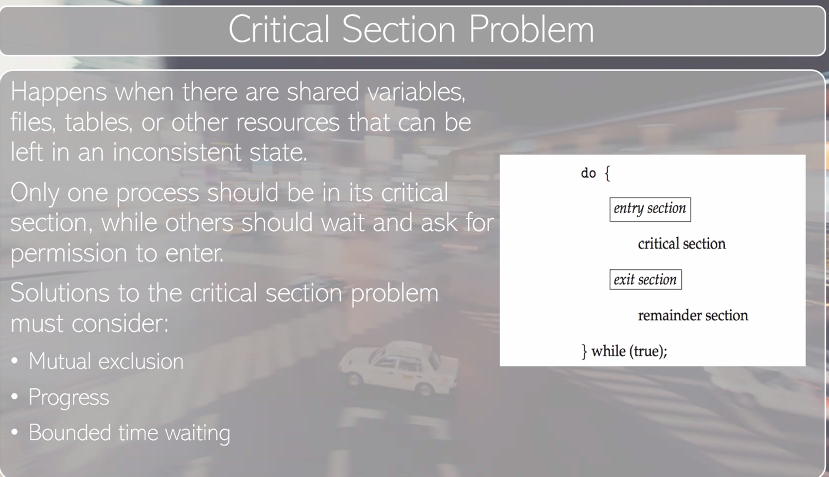 Critical Section Problem
Happens when there are shared variables,
files, tables, or other resources that can be
left in an inconsistent state.
Only one process should be in its critical
section, while others should wait and ask for
permission to enter.
Solutions to the critical section problem
must consider:
• Mutual exclusion
• Progress
• Bounded time waiting
do {
entry section
critical section
exit section
remainder section
} while (true);